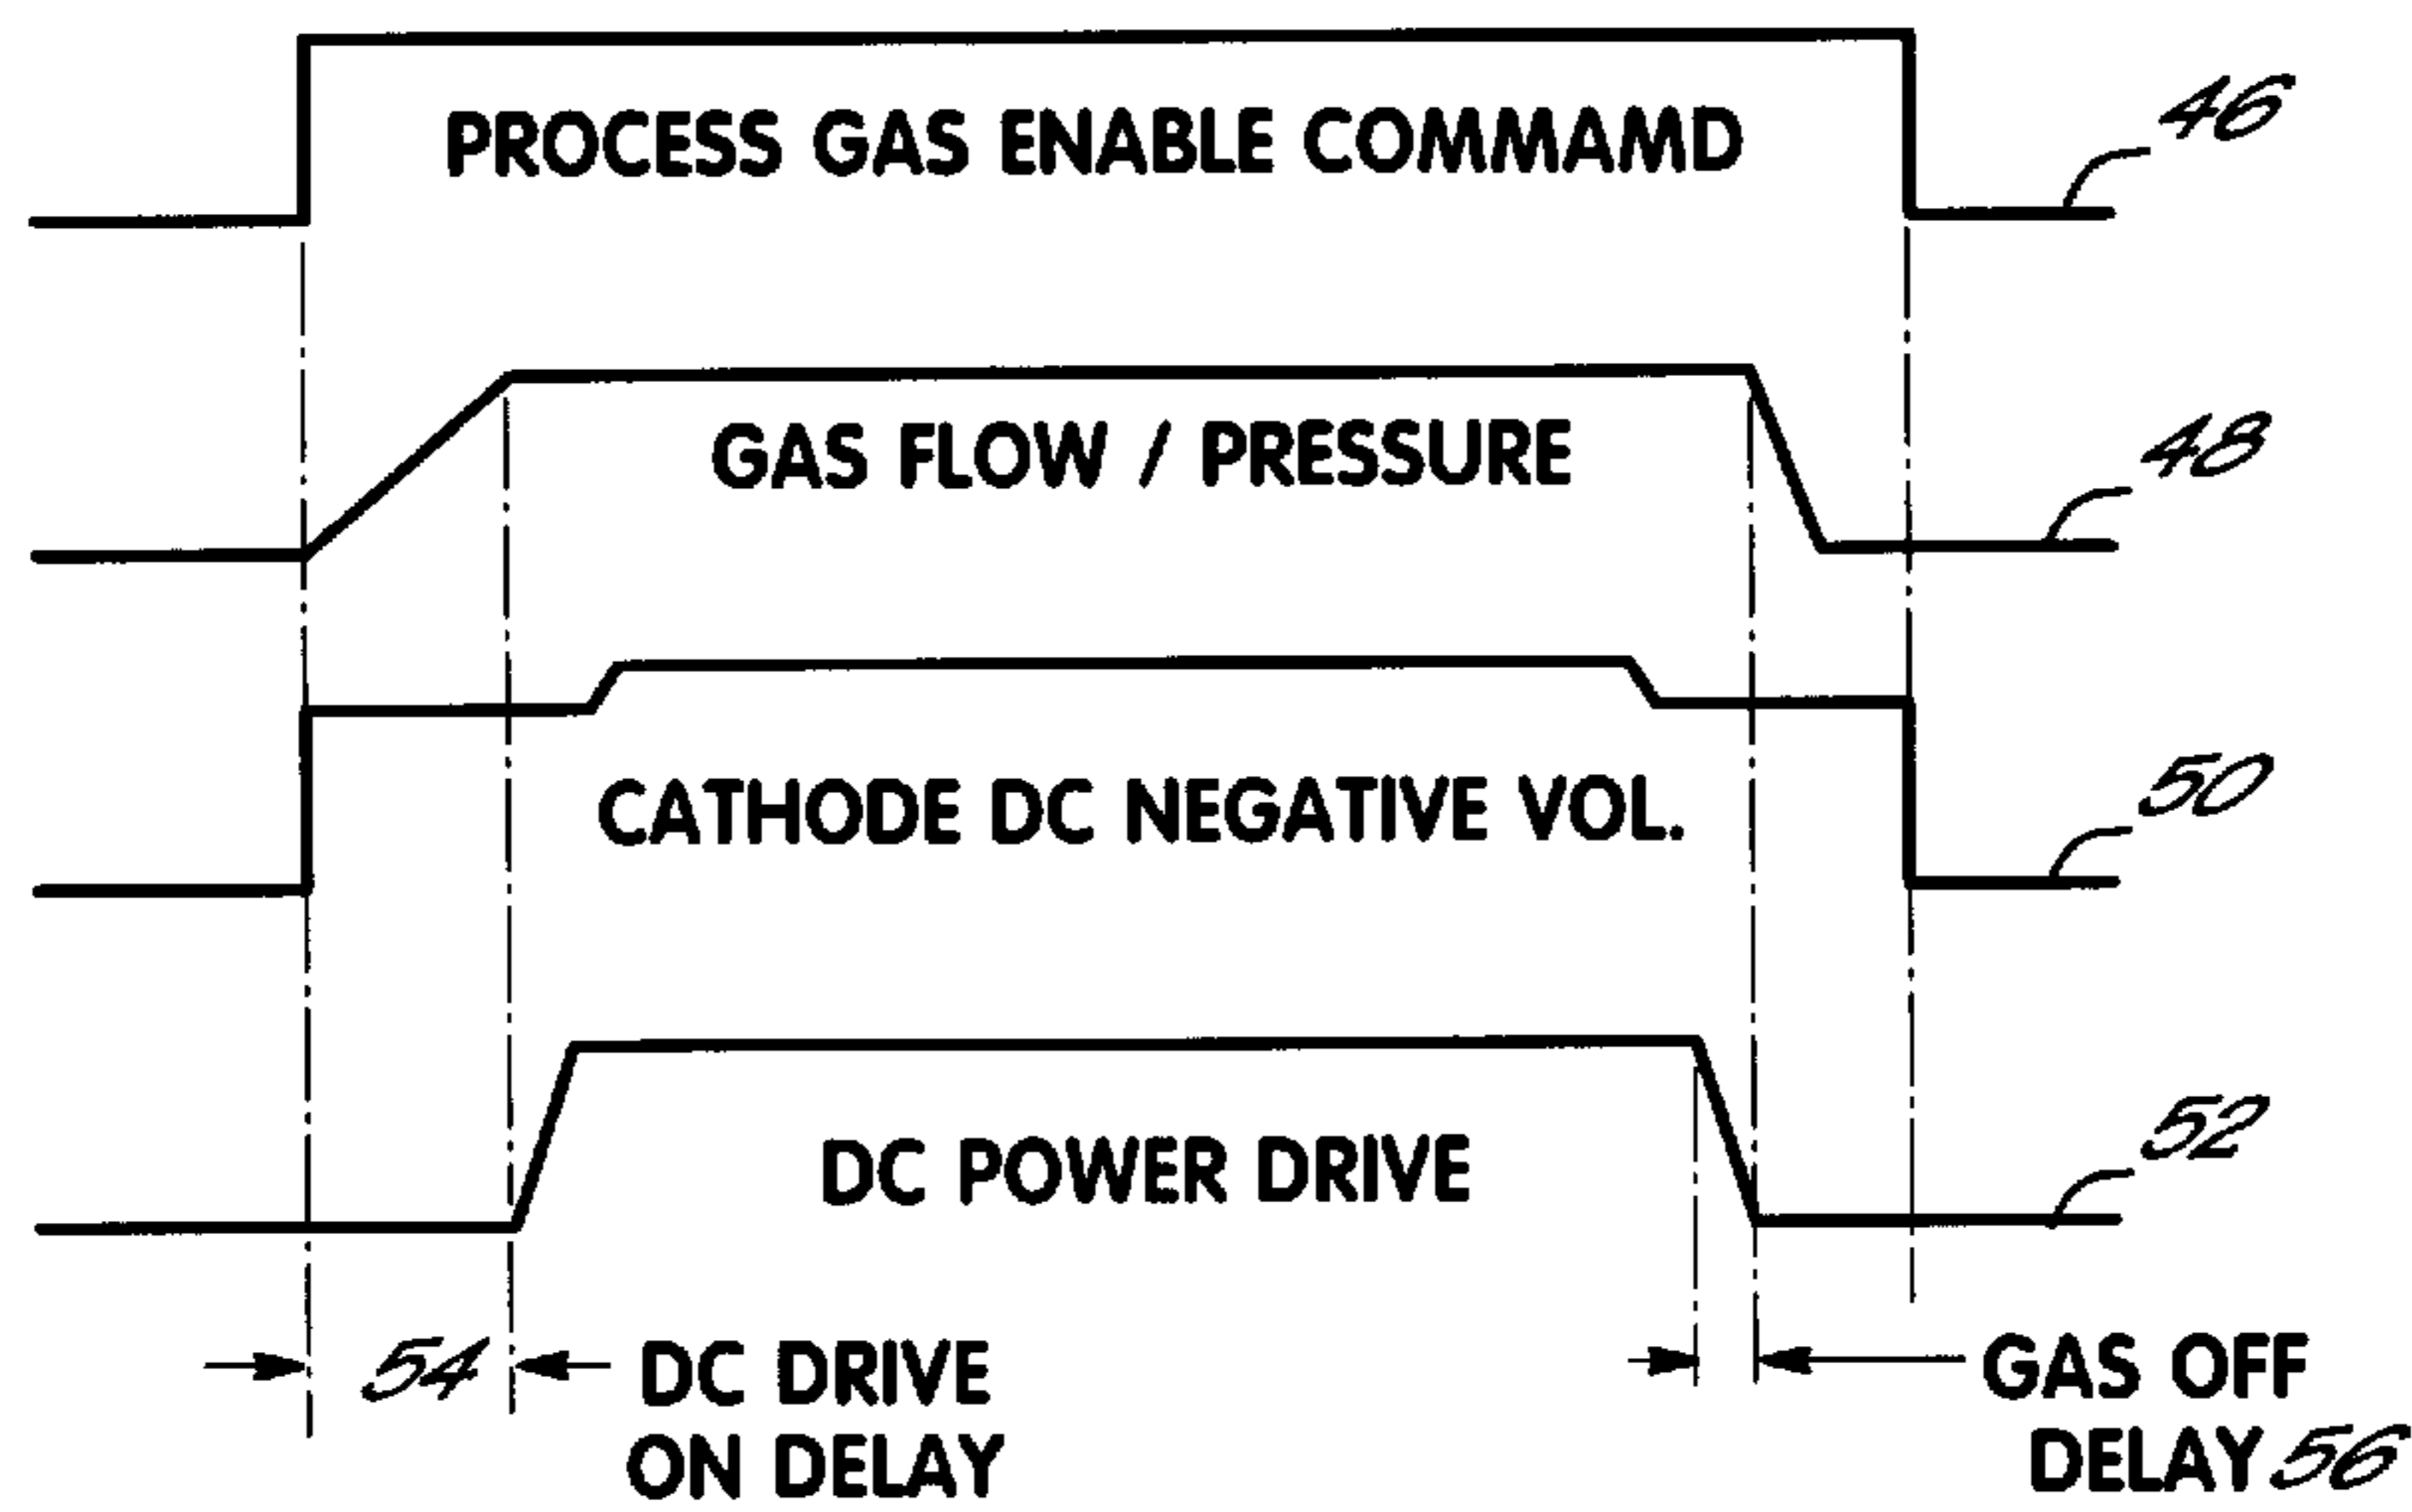 PROCESS GAS ENABLE COMMAMD
46
GAS FLOW / PRESSURE
48
CATHODE DC NEGATIVE VOL.
50
DC POWER DRIVE
52
54
DC DRIVE
ON DELAY
GAS OFF
DELAY 56